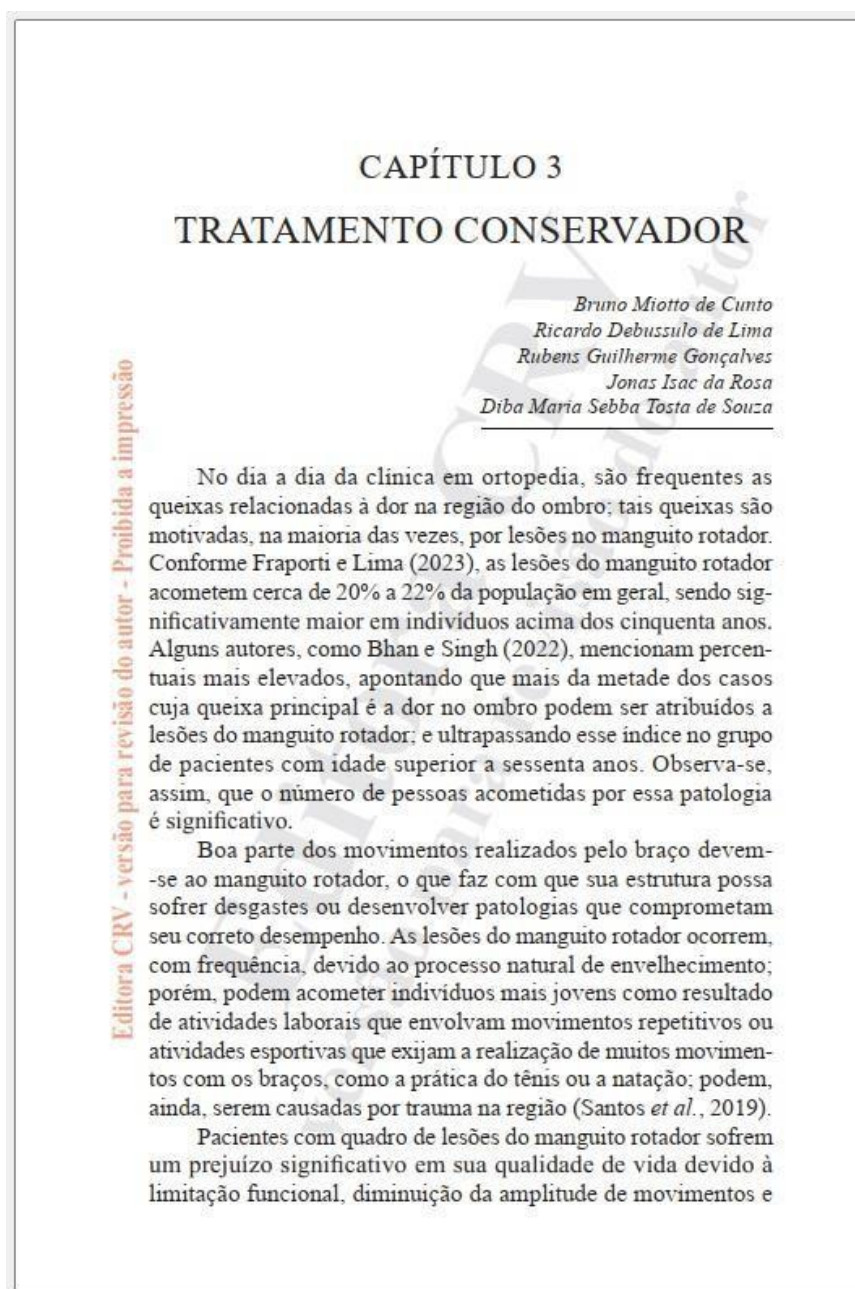 CAPÍTULO 3
TRATAMENTO CONSERVADOR
Bruno Miotto de Cunto
Ricardo Debussulo de Lima
Rubens Guilherme Gonçalves
Jonas Isac da Rosa
Diba Maria Sebba Tosta de Souza
No dia a dia da clínica em ortopedia, são frequentes as
queixas relacionadas à dor na região do ombro; tais queixas são
motivadas, na maioria das vezes, por lesões no manguito rotador.
Conforme Fraporti e Lima (2023), as lesões do manguito rotador
acometem cerca de 20% a 22% da população em geral, sendo sig-
nificativamente maior em indivíduos acima dos cinquenta anos.
Alguns autores, como Bhan e Singh (2022), mencionam percen-
tuais mais elevados, apontando que mais da metade dos casos
cuja queixa principal é a dor no ombro podem ser atribuídos a
lesões do manguito rotador; e ultrapassando esse índice no grupo
de pacientes com idade superior a sessenta anos. Observa-se,
assim, que o número de pessoas acometidas por essa patologia
é significativo.
Boa parte dos movimentos realizados pelo braço devem-
-se ao manguito rotador, o que faz com que sua estrutura possa
sofrer desgastes ou desenvolver patologias que comprometam
seu correto desempenho. As lesões do manguito rotador ocorrem,
com frequência, devido ao processo natural de envelhecimento;
porém, podem acometer indivíduos mais jovens como resultado
de atividades laborais que envolvam movimentos repetitivos ou
atividades esportivas que exijam a realização de muitos movimen-
tos com os braços, como a prática do tênis ou a natação; podem,
ainda, serem causadas por trauma na região (Santos et al., 2019).
Pacientes com quadro de lesões do manguito rotador sofrem
um prejuízo significativo em sua qualidade de vida devido à
limitação funcional, diminuição da amplitude de movimentos e
Editora CRV - versão para revisão do autor - Proibida a impressão
Editora CRV
versão para revisão do autor